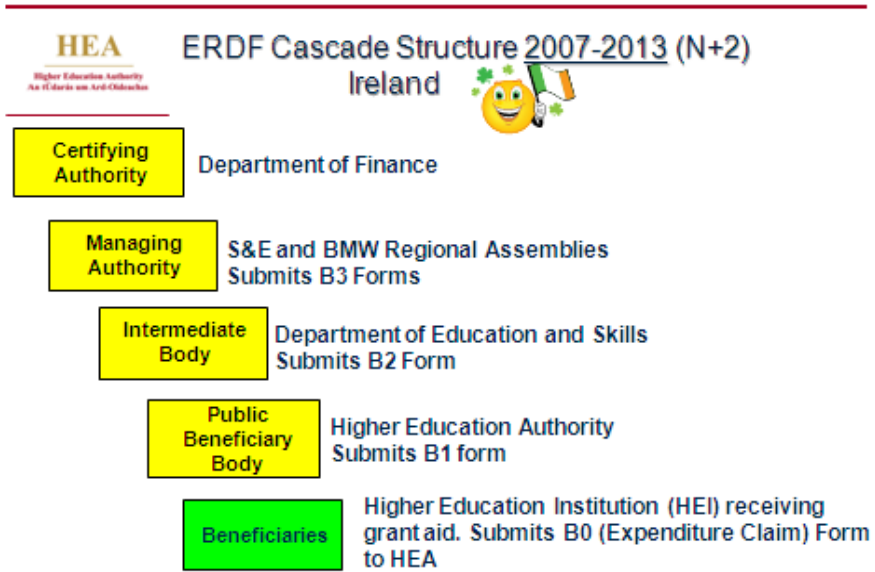 HEA
Higher Education Authority
An tÚdarás um Ard-Oideachas
ERDF Cascade Structure 2007-2013 (N+2)
Ireland
Certifying
Authority
Department of Finance
Managing
Authority
S&E and BMW Regional Assemblies
Submits B3 Forms
Intermediate
Body
Department of Education and Skills
Submits B2 Form
Public
Beneficiary
Body
Higher Education Authority
Submits B1 form
Beneficiaries
Higher Education Institution (HEI) receiving
grant aid. Submits B0 (Expenditure Claim) Form
to HEA